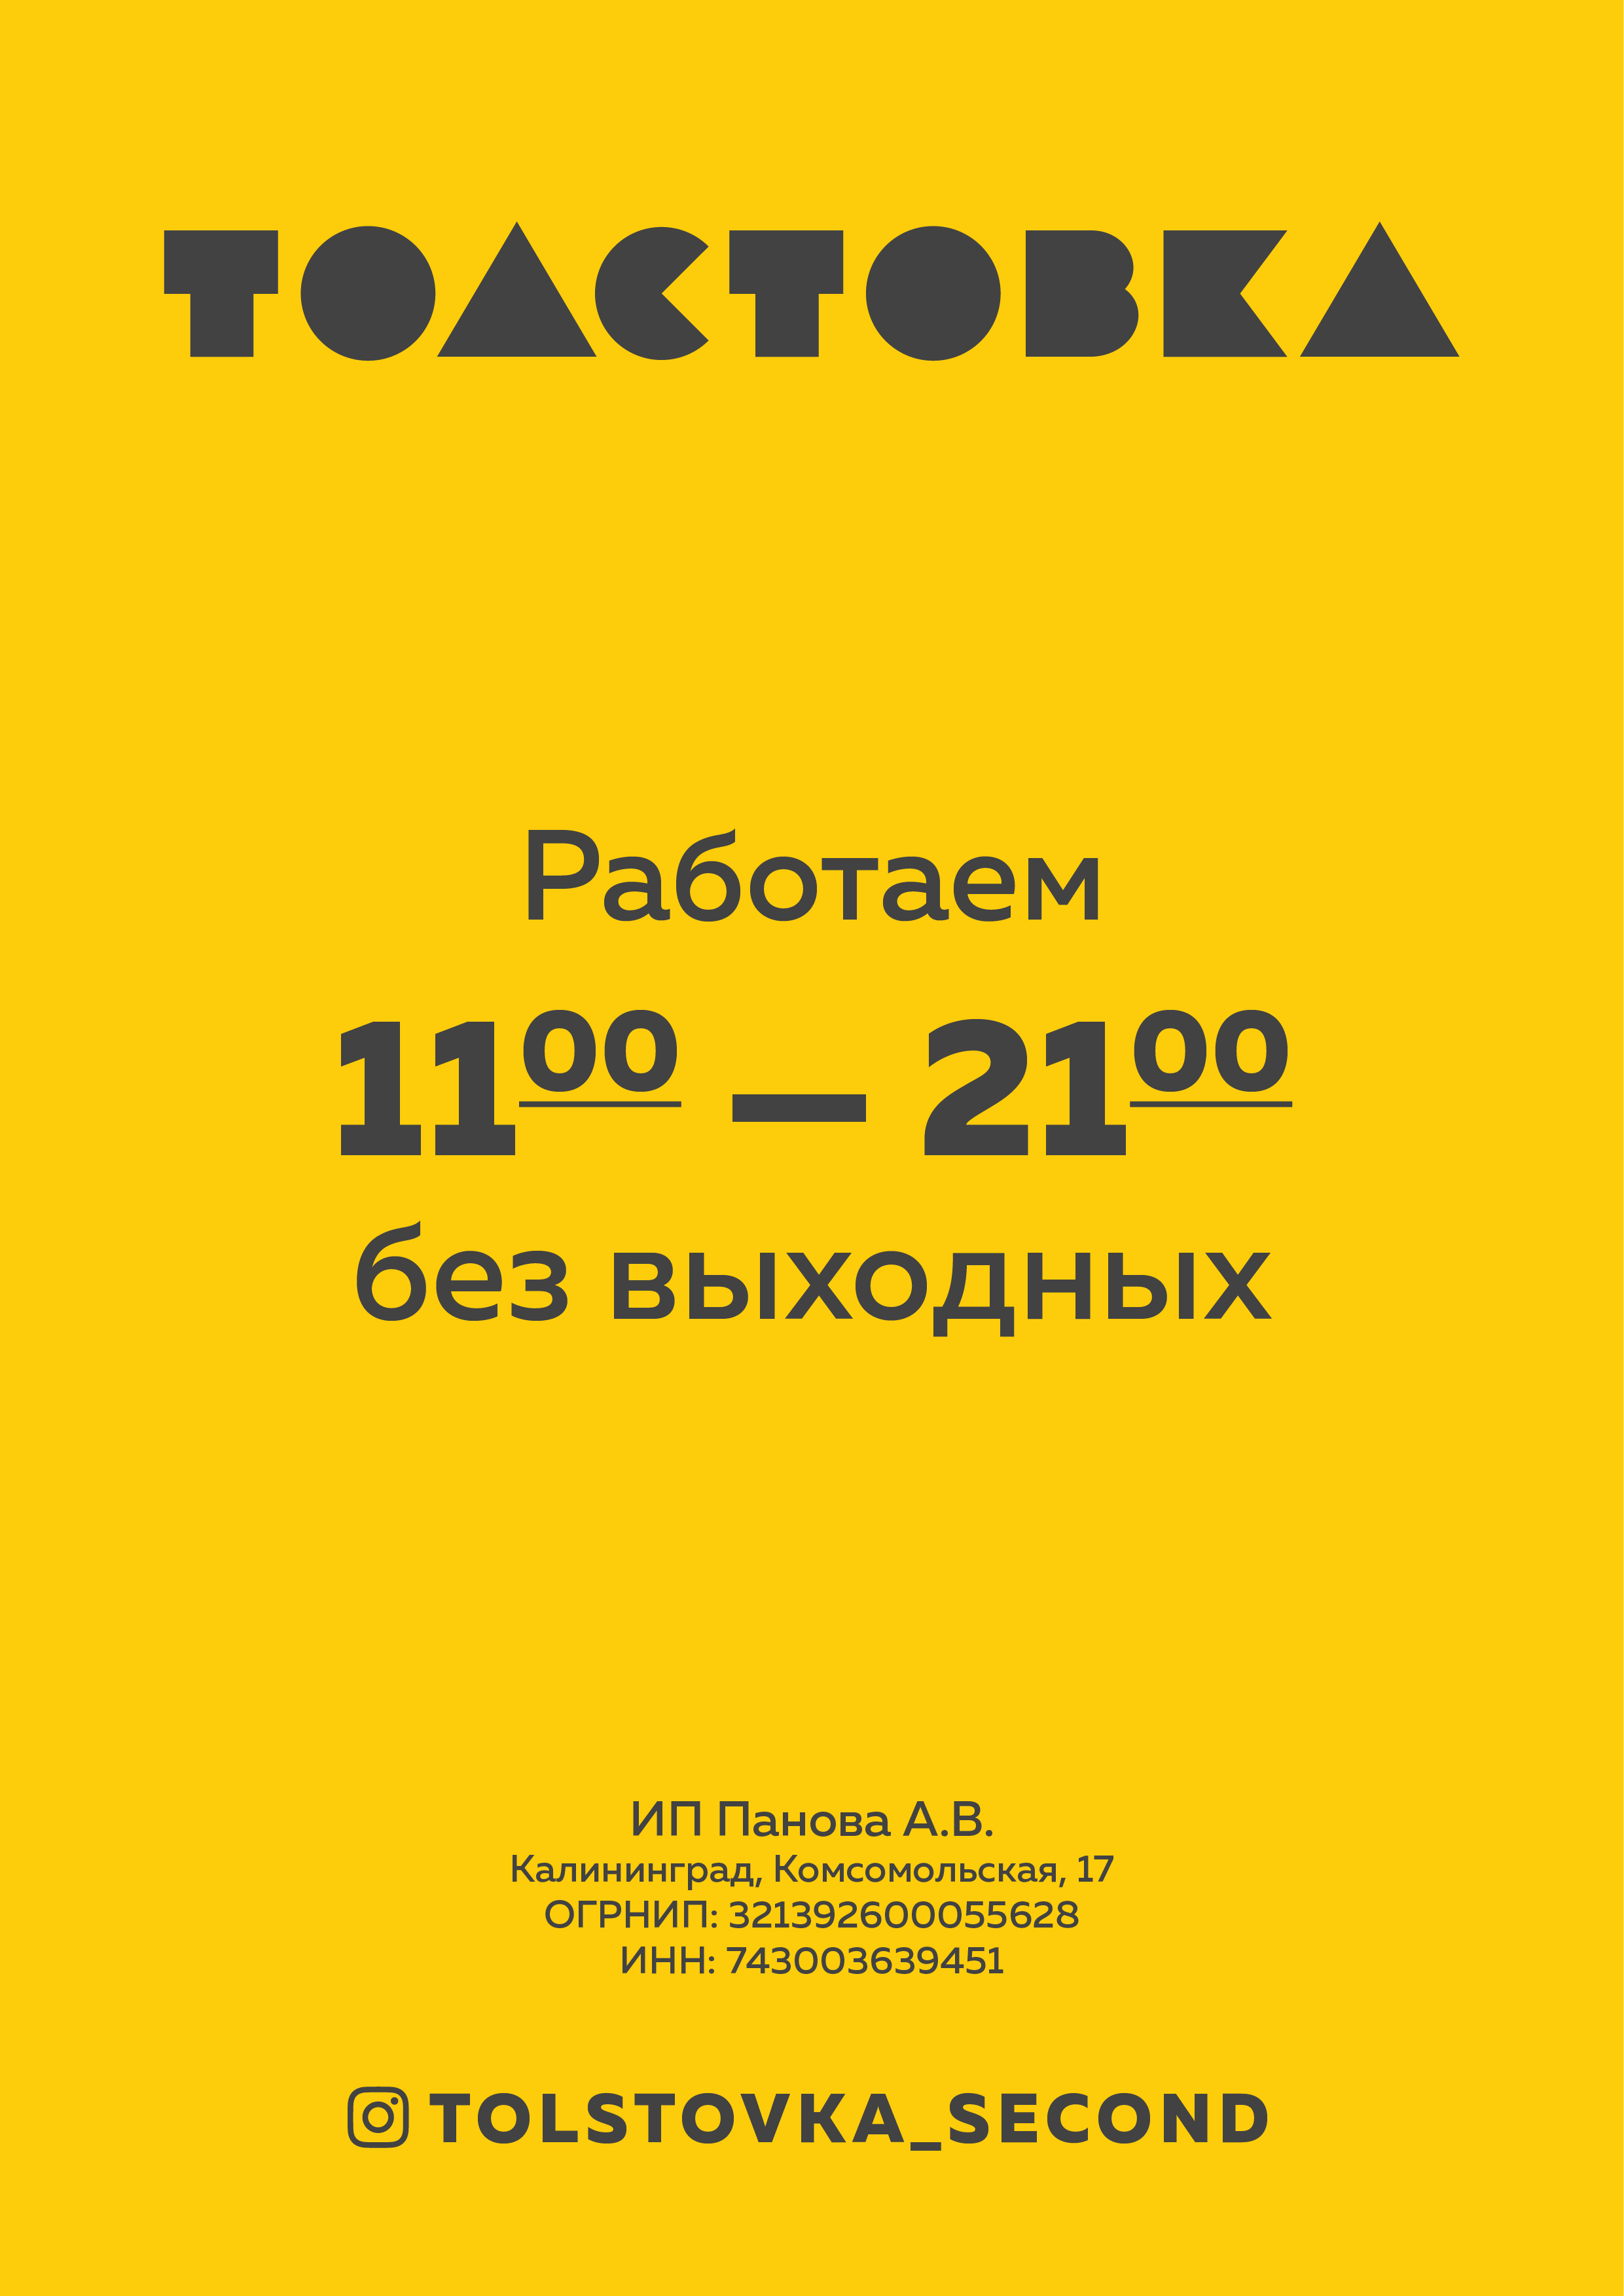 ТОЛСТОВКА
Работаем
11⁰⁰ — 21⁰⁰
без выходных
ИП Панова А.В.
Калининград, Комсомольская, 17
ОГРНИП: 321392600055628
ИНН: 743003639451
TOLSTOVKA_SECOND